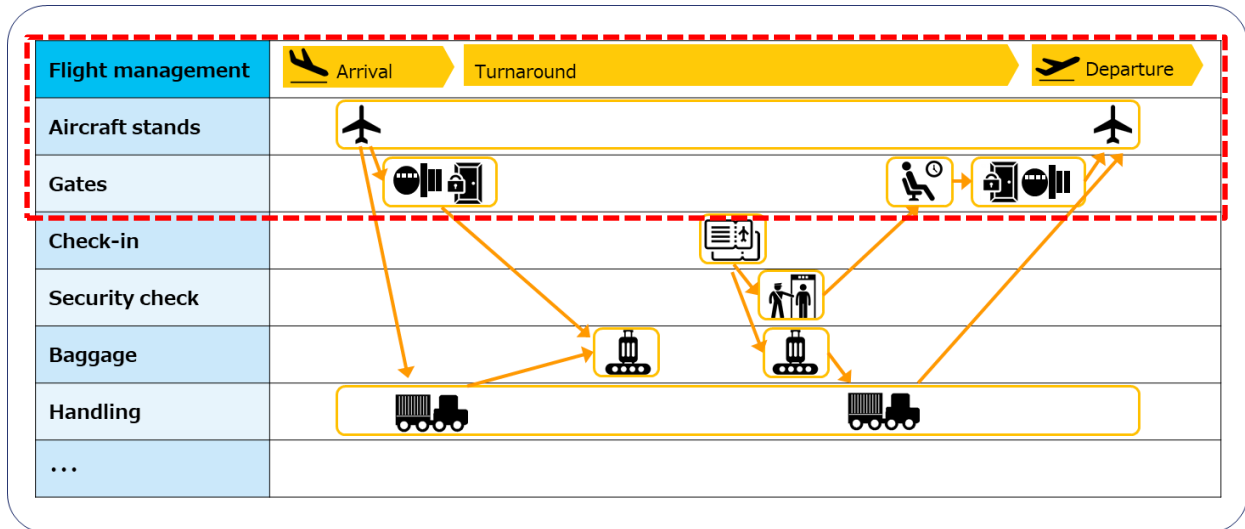 Flight management
Arrival
Turnaround
Departure
Aircraft stands
Gates
Check-in
Security check
Baggage
Handling
...